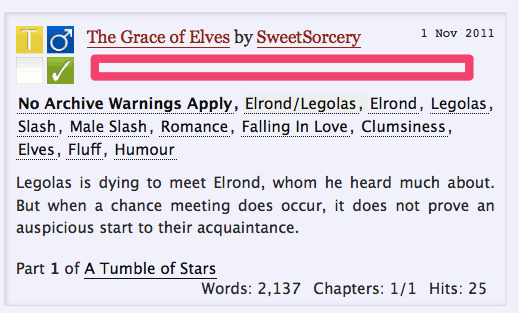 T ♂ The Grace of Elves by SweetSorcery 1 Nov 2011
✓
No Archive Warnings Apply, Elrond/Legolas, Elrond, Legolas,
Slash, Male Slash, Romance, Falling In Love, Clumsiness,
Elves, Fluff, Humour
Legolas is dying to meet Elrond, whom he heard much about.
But when a chance meeting does occur, it does not prove an
auspicious start to their acquaintance.
Part 1 of A Tumble of Stars
Words: 2,137 Chapters: 1/1 Hits: 25